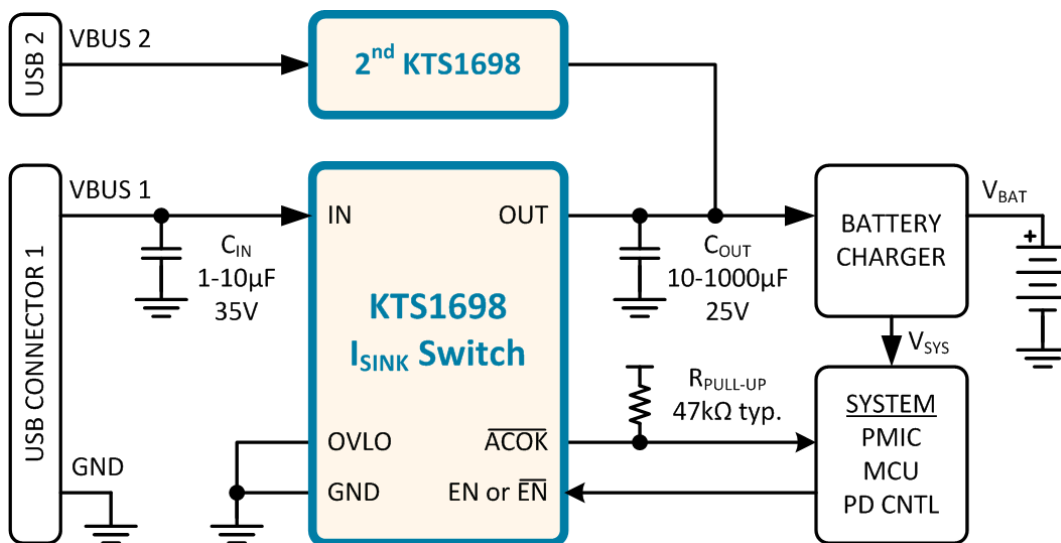 USB 2
VBUS 2
2nd KTS1698
USB CONNECTOR 1
VBUS 1
CIN
1-10µF
35V
GND
IN
OUT
KTS1698
ISINK Switch
OVLO
ACOK
GND
EN or EN
COUT
10-1000µF
25V
RPULL-UP
47kΩ typ.
BATTERY
CHARGER
VBAT
+
VSYS
SYSTEM
PMIC
MCU
PD CNTL